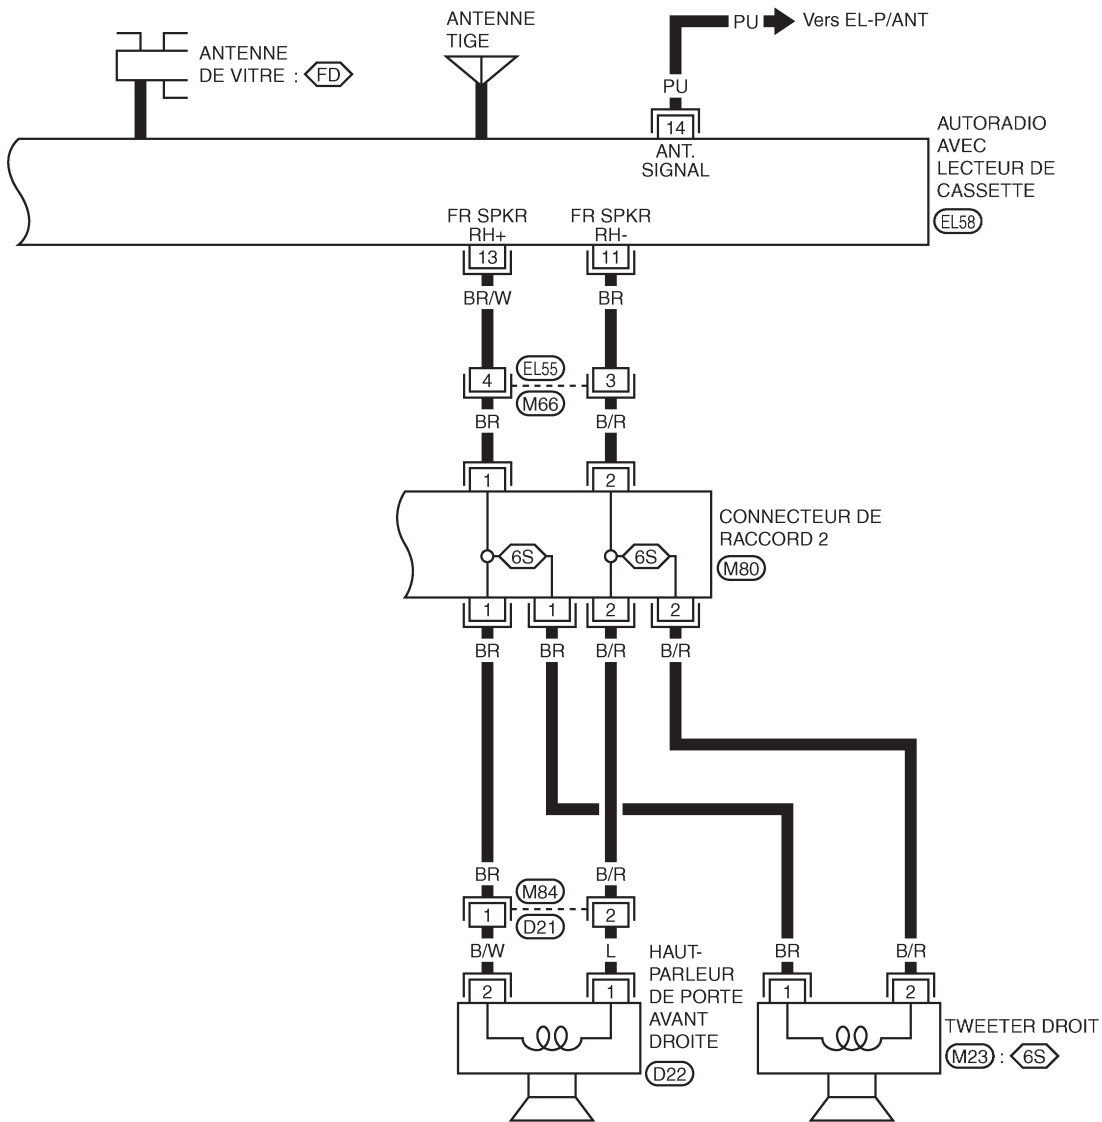 ANTENNE
DE VITRE : FD
ANTENNE
TIGE
PU
Vers EL-P/ANT
PU
14
ANT.
SIGNAL
AUTORADIO
AVEC
LECTEUR DE
CASSETTE
EL58
FR SPKR
RH+
FR SPKR
RH-
13
11
BR/W
BR
4
EL55
3
M66
BR
B/R
1
2
CONNECTEUR DE
RACCORD 2
M80
6S
6S
1
1
2
2
BR
BR
B/R
B/R
BR
B/R
M84
1
2
D21
B/W
L
BR
B/R
HAUT-
PARLEUR
DE PORTE
AVANT
DROITE
D22
2
1
1
2
TWEETER DROIT
M23 : 6S